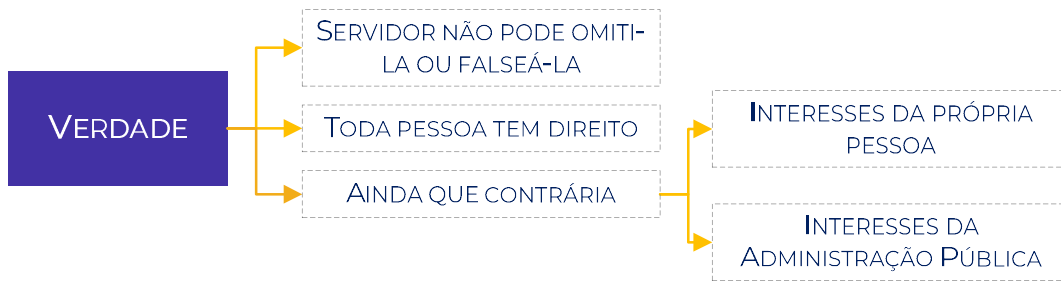 VERDADE
SERVIDOR NÃO PODE OMITI-
LA OU FALSEÁ-LA
TODA PESSOA TEM DIREITO
AINDA QUE CONTRÁRIA
INTERESSES DA PRÓPRIA
PESSOA
INTERESSES DA
ADMINISTRAÇÃO PÚBLICA